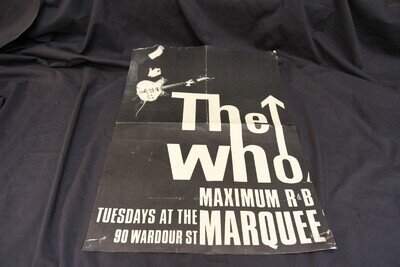 The
who
MAXIMUM R&B
TUESDAYS AT THE MARQUEE
90 WARDOUR ST